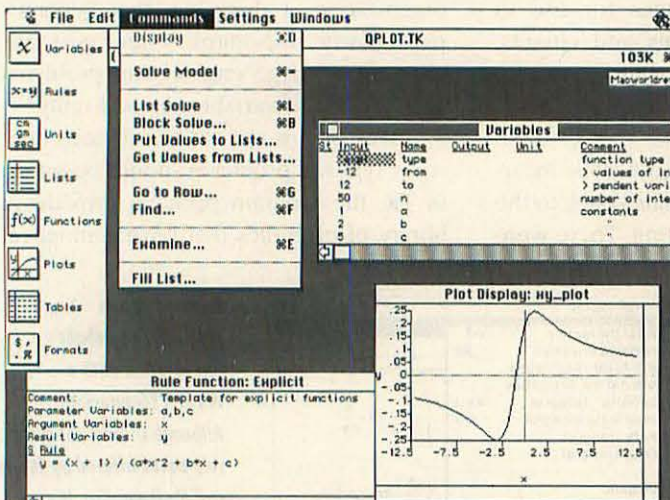 File Edit Commands Settings Windows
Display ⌘D
Solve Model ⌘=
List Solve ⌘L
Block Solve... ⌘B
Put Values to Lists...
Get Values from Lists...
Go to Row... ⌘G
Find... ⌘F
Examine... ⌘E
Fill List...
x Variables
x=y Rules
cm gm sec Units
Lists
f(x) Functions
y x Plots
Tables
$ , . % Formats
QPLOT.TK
103K ⌘
(
Variables
St Input Name Output Unit Comment
type function type
-12 from > values of in
12 to > pendent var
50 number of inte
1 a constants
2 b "
5 c
Plot Display: xy_plot
.25
.2
.15
.1
.05
0
-.05
-.1
-.15
-.2
-.25
-12.5 -7.5 -2.5 2.5 7.5 12.5
y
x
Rule Function: Explicit
Comment: Template for explicit functions
Parameter Variables: a,b,c
Argument Variables: x
Result Variables: y
S Rule
y = (x + 1) / (a*x^2 + b*x + c)